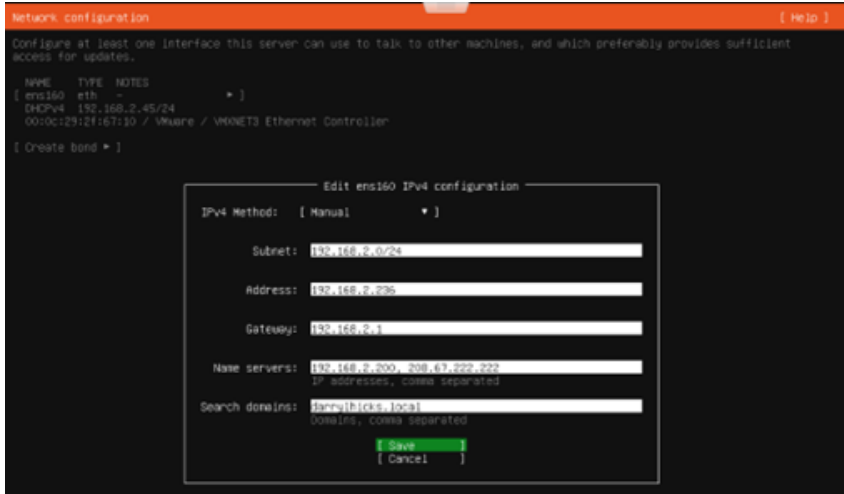 Network configuration [ Help ]
Configure at least one interface this server can use to talk to other machines, and which preferably provides sufficient
access for updates.
NAME TYPE NOTES
[ ens160 eth - ▸ ]
DHCPv4 192.168.2.45/24
00:0c:29:2f:67:10 / VMware / VMXNET3 Ethernet Controller
[ Create bond ▸ ]
Edit ens160 IPv4 configuration
IPv4 Method: [ Manual ▾ ]
Subnet: 192.168.2.0/24
Address: 192.168.2.236
Gateway: 192.168.2.1
Name servers: 192.168.2.200, 208.67.222.222
IP addresses, comma separated
Search domains: darrylhicks.local
Domains, comma separated
[ Save ]
[ Cancel ]